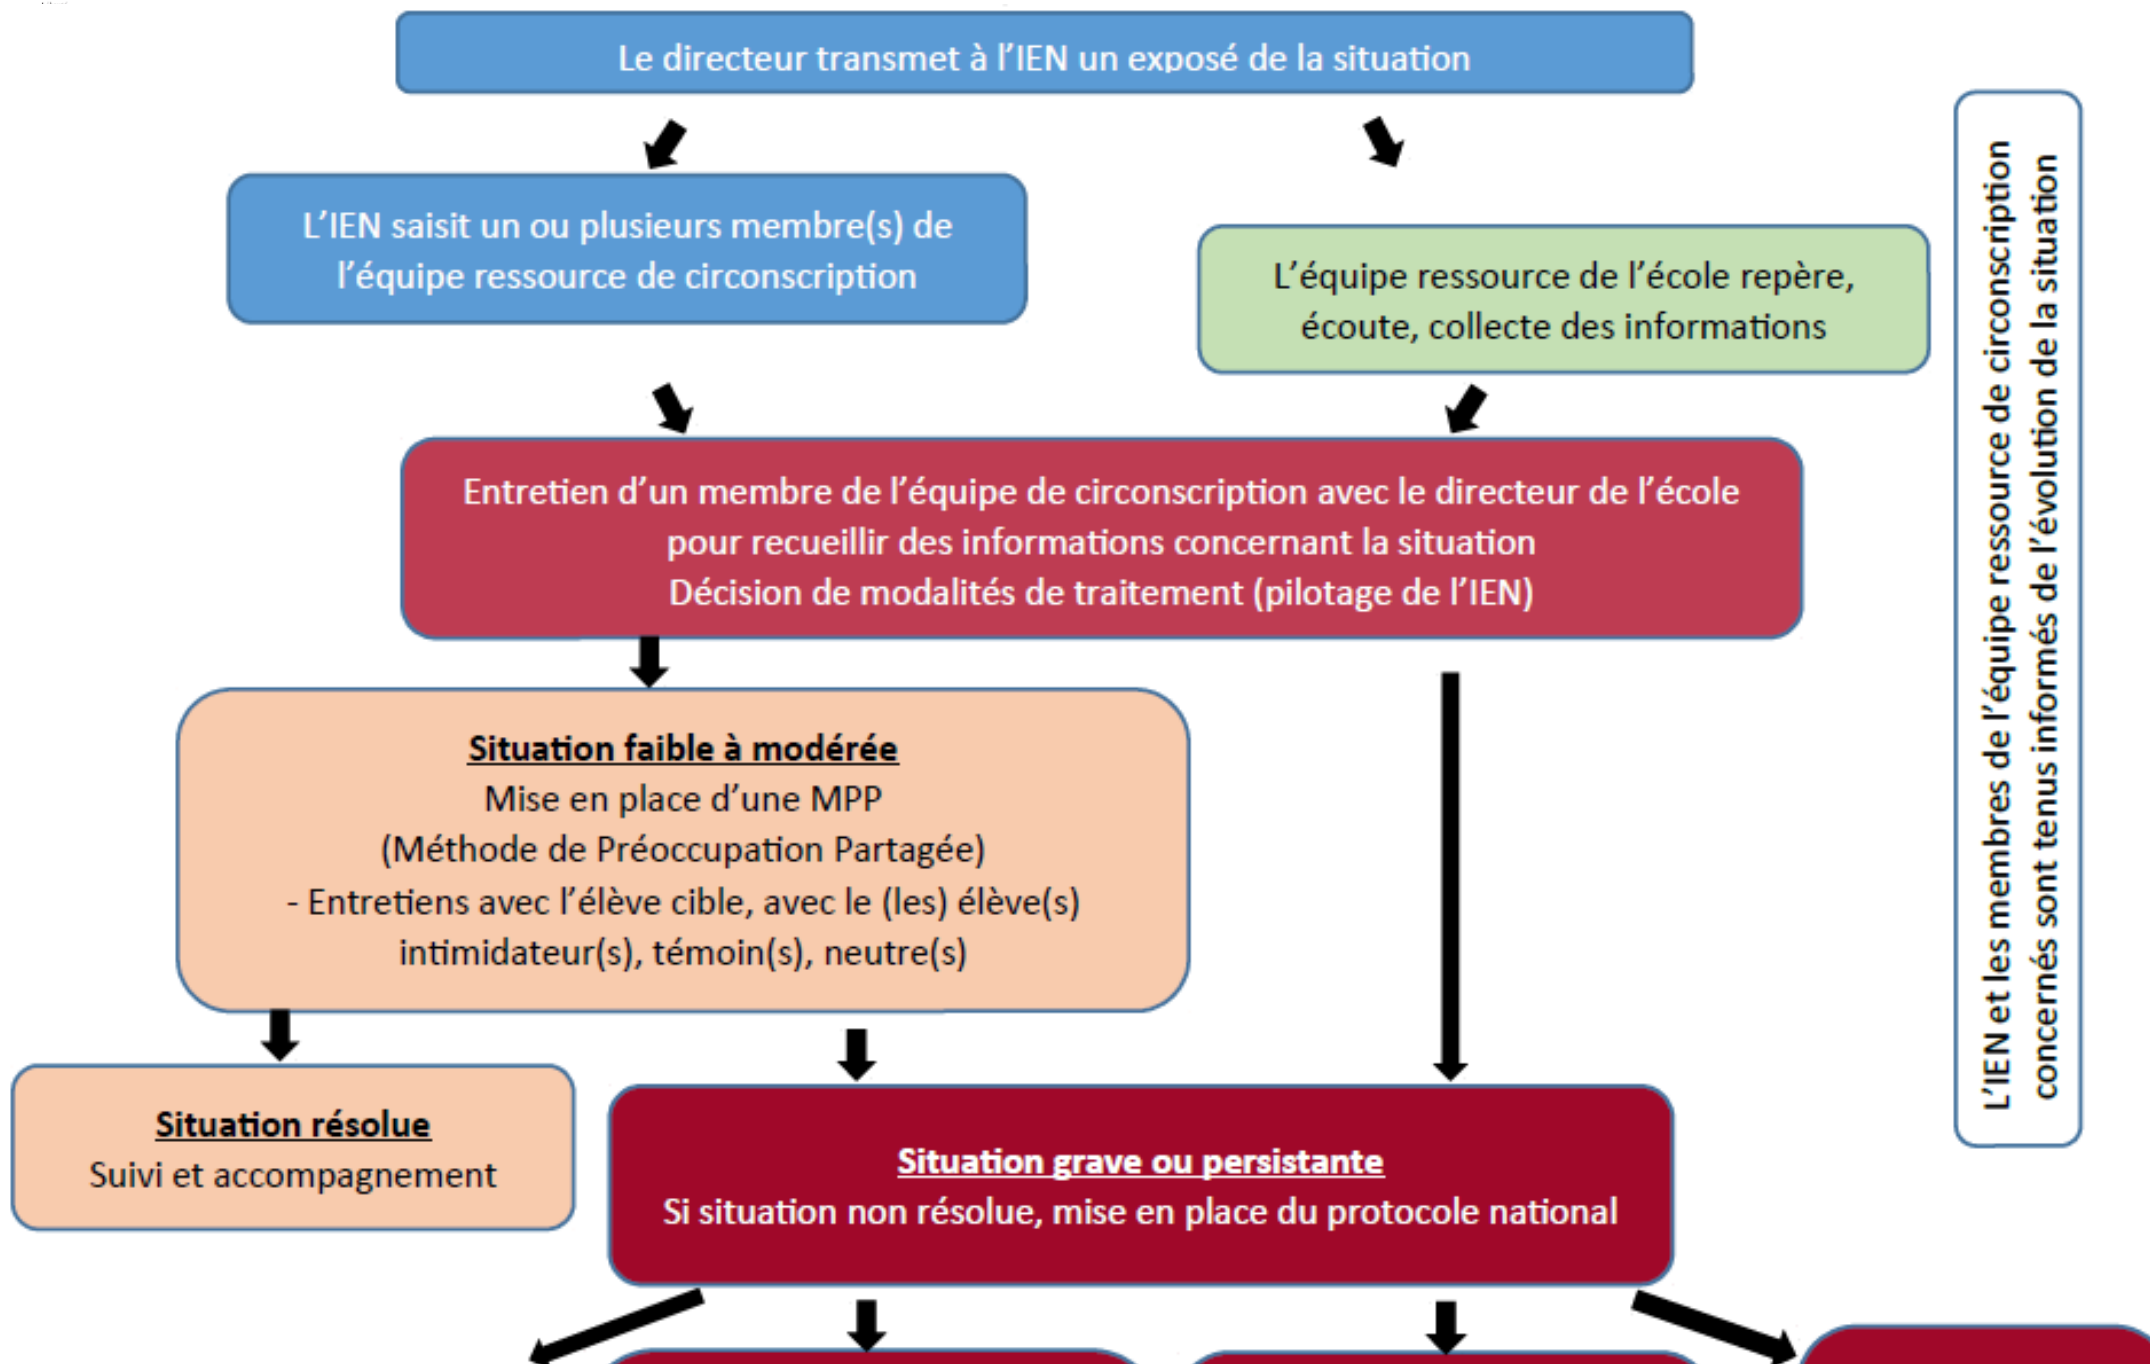 Le directeur transmet à l'IEN un exposé de la situation
L'IEN saisit un ou plusieurs membre(s) de
l'équipe ressource de circonscription
L'équipe ressource de l'école repère,
écoute, collecte des informations
Entretien d'un membre de l'équipe de circonscription avec le directeur de l'école
pour recueillir des informations concernant la situation
Décision de modalités de traitement (pilotage de l'IEN)
Situation faible à modérée
Mise en place d'une MPP
(Méthode de Préoccupation Partagée)
- Entretiens avec l'élève cible, avec le (les) élève(s)
intimidateur(s), témoin(s), neutre(s)
Situation résolue
Suivi et accompagnement
Situation grave ou persistante
Si situation non résolue, mise en place du protocole national
L'IEN et les membres de l'équipe ressource de circonscription
concernés sont tenus informés de l'évolution de la situation